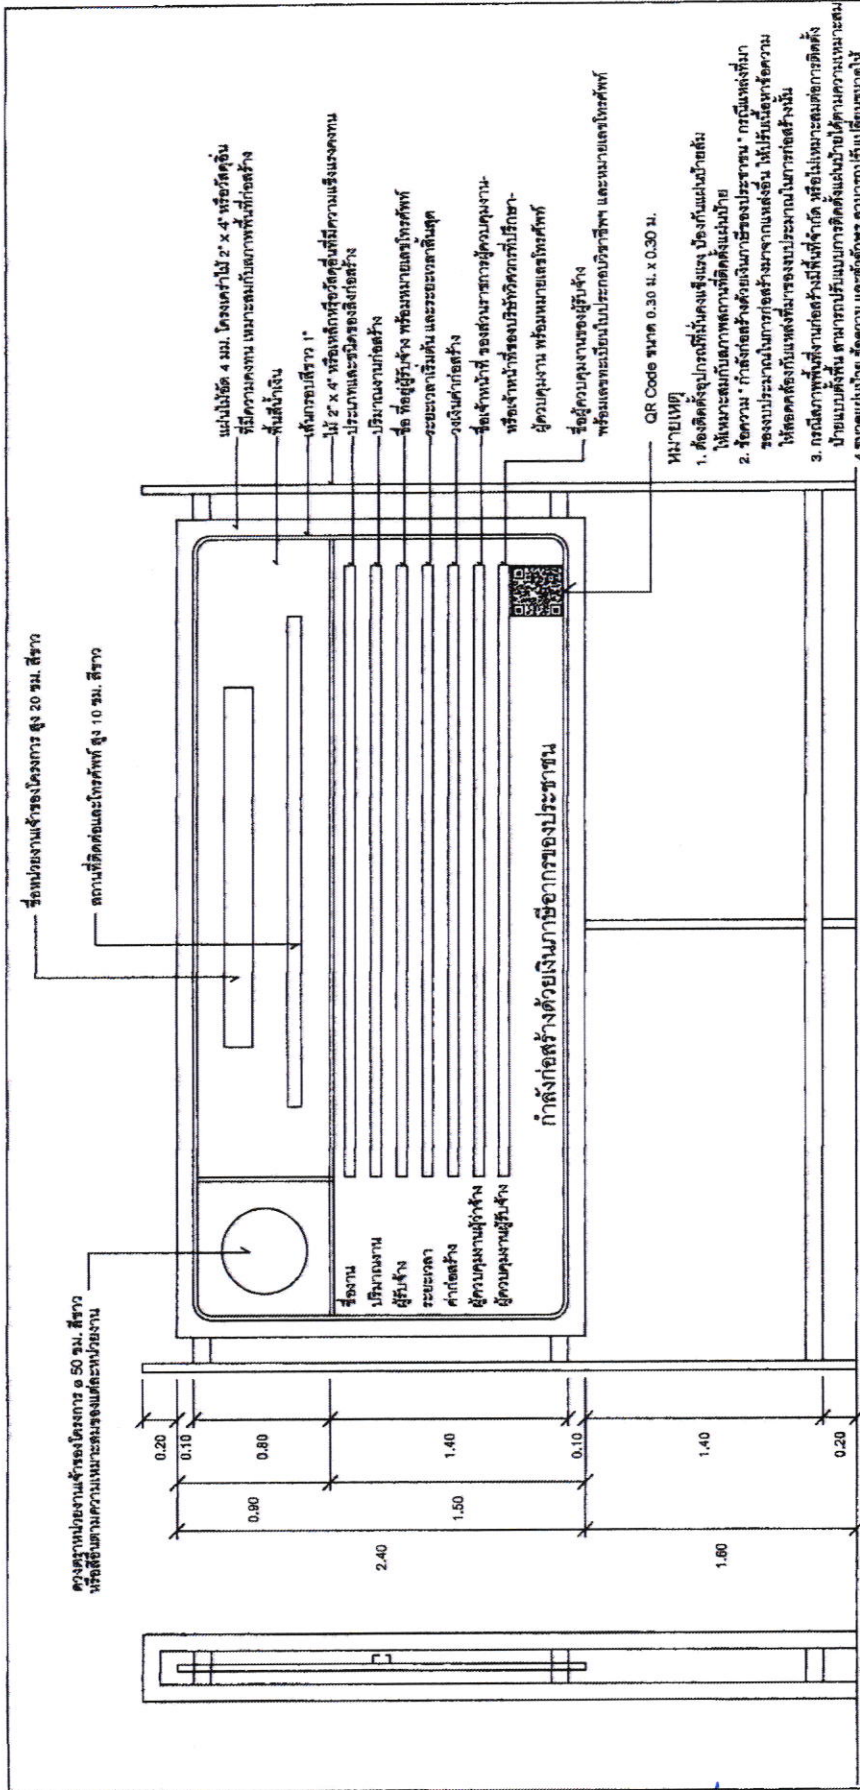 ดวงตราหน่วยงานเจ้าของโครงการ ø 50 ซม. สีขาว
หรือสีอื่นตามความเหมาะสมของแต่ละหน่วยงาน
ชื่อหน่วยงานเจ้าของโครงการ สูง 20 ซม. สีขาว
สถานที่ติดต่อและโทรศัพท์ สูง 10 ซม. สีขาว
แผ่นไม้อัด 4 มม. โครงเคร่าไม้ 2" x 4" หรือวัสดุอื่น
ที่มีความคงทน เหมาะสมกับสภาพพื้นที่ก่อสร้าง
พื้นสีน้ำเงิน
เส้นกรอบสีขาว 1"
ไม้ 2" x 4" หรือเหล็กหรือวัสดุอื่นที่มีความแข็งแรงคงทน
ประเภทและชนิดของสิ่งก่อสร้าง
ปริมาณงานก่อสร้าง
ชื่อ ที่อยู่ผู้รับจ้าง พร้อมหมายเลขโทรศัพท์
ระยะเวลาเริ่มต้น และระยะเวลาสิ้นสุด
วงเงินค่าก่อสร้าง
ชื่อเจ้าหน้าที่ ของส่วนราชการผู้ควบคุมงาน-
หรือเจ้าหน้าที่ของบริษัทวิศวกรที่ปรึกษา-
ผู้ควบคุมงาน พร้อมหมายเลขโทรศัพท์
ชื่อผู้ควบคุมงานของผู้รับจ้าง
พร้อมเลขทะเบียนใบประกอบวิชาชีพฯ และหมายเลขโทรศัพท์
QR Code ขนาด 0.30 ม. x 0.30 ม.
ชื่องาน
ปริมาณงาน
ผู้รับจ้าง
ระยะเวลา
ค่าก่อสร้าง
ผู้ควบคุมงานผู้ว่าจ้าง
ผู้ควบคุมงานผู้รับจ้าง
กำลังก่อสร้างด้วยเงินภาษีอากรของประชาชน
0.20
0.10
0.80
1.40
0.10
1.40
0.20
0.90
1.50
2.40
1.60
หมายเหตุ
1. ต้องติดตั้งอุปกรณ์ที่มั่นคงแข็งแรง ป้องกันแผ่นป้ายล้ม
ให้เหมาะสมกับสภาพสถานที่ติดตั้งแผ่นป้าย
2. ข้อความ " กำลังก่อสร้างด้วยเงินภาษีของประชาชน " กรณีแหล่งที่มา
ของงบประมาณในการก่อสร้างมาจากแหล่งอื่น ให้ปรับเนื้อหาข้อความ
ให้สอดคล้องกับแหล่งที่มาของงบประมาณในการก่อสร้างนั้น
3. กรณีสภาพพื้นที่งานก่อสร้างมีพื้นที่จำกัด หรือไม่เหมาะสมต่อการติดตั้ง
ป้ายแบบตั้งพื้น สามารถปรับแบบการติดตั้งแผ่นป้ายได้ตามความเหมาะสม